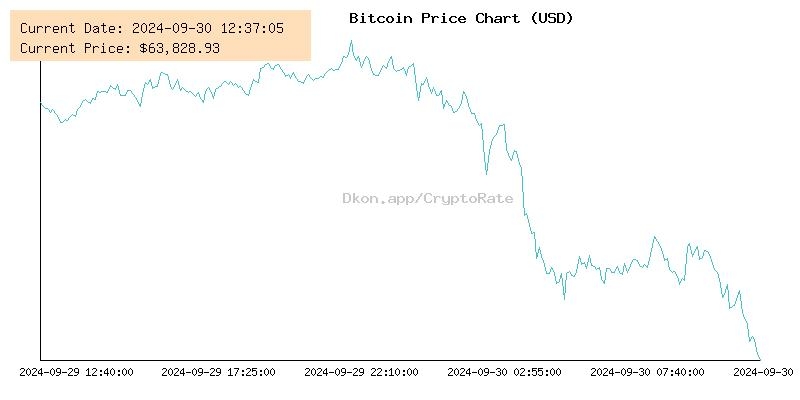 Bitcoin Price Chart (USD)
Current Date: 2024-09-30 12:37:05
Current Price: $63,828.93
Dkon.app/CryptoRate
2024-09-29 12:40:00 2024-09-29 17:25:00 2024-09-29 22:10:00 2024-09-30 02:55:00 2024-09-30 07:40:00 2024-09-30